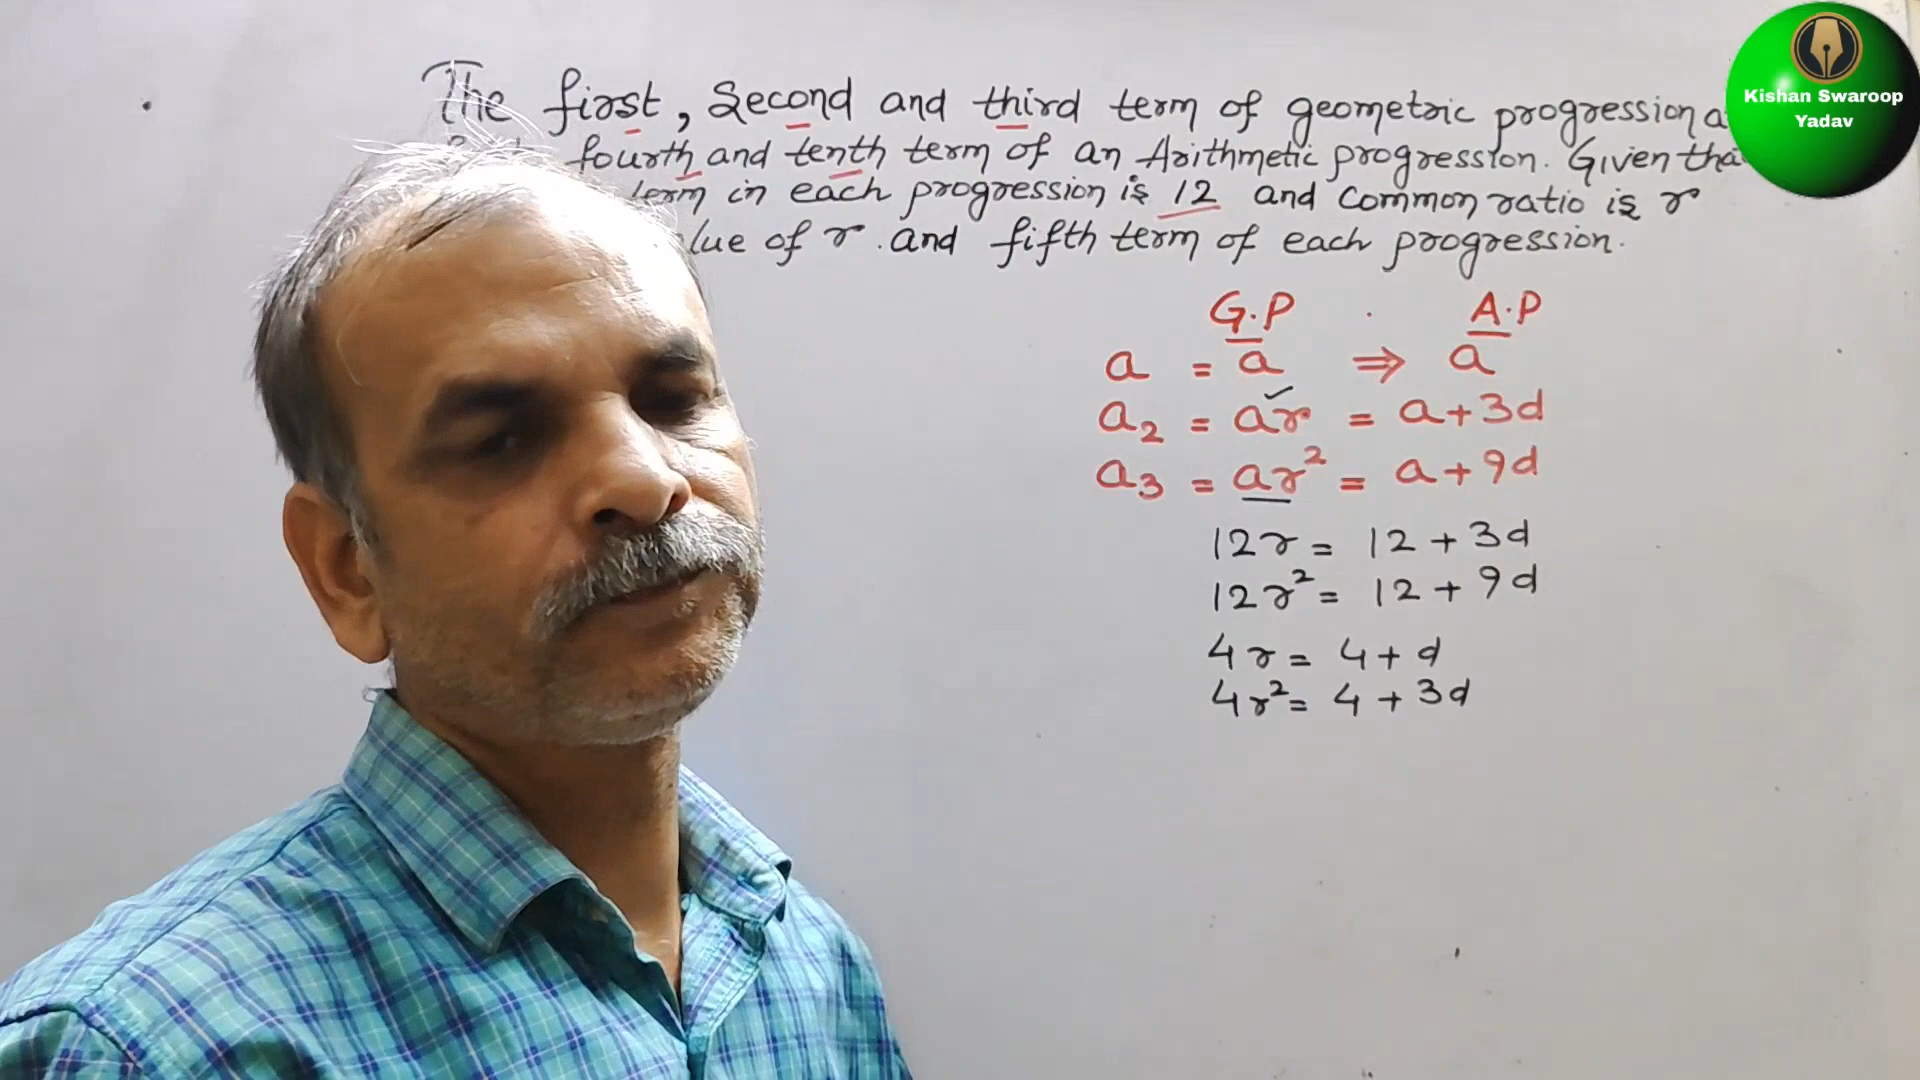 The first, Second and third term of geometric progression a
fourth and tenth term of an Arithmetic progression. Given tha
term in each progression is 12 and common ratio is r
lue of r. and fifth term of each progression.
G.P A.P
a = a ⇒ a
a₂ = ar = a+3d
a₃ = ar² = a+9d
12r = 12 + 3d
12r² = 12 + 9d
4r = 4+d
4r² = 4 + 3d
Kishan Swaroop
Yadav